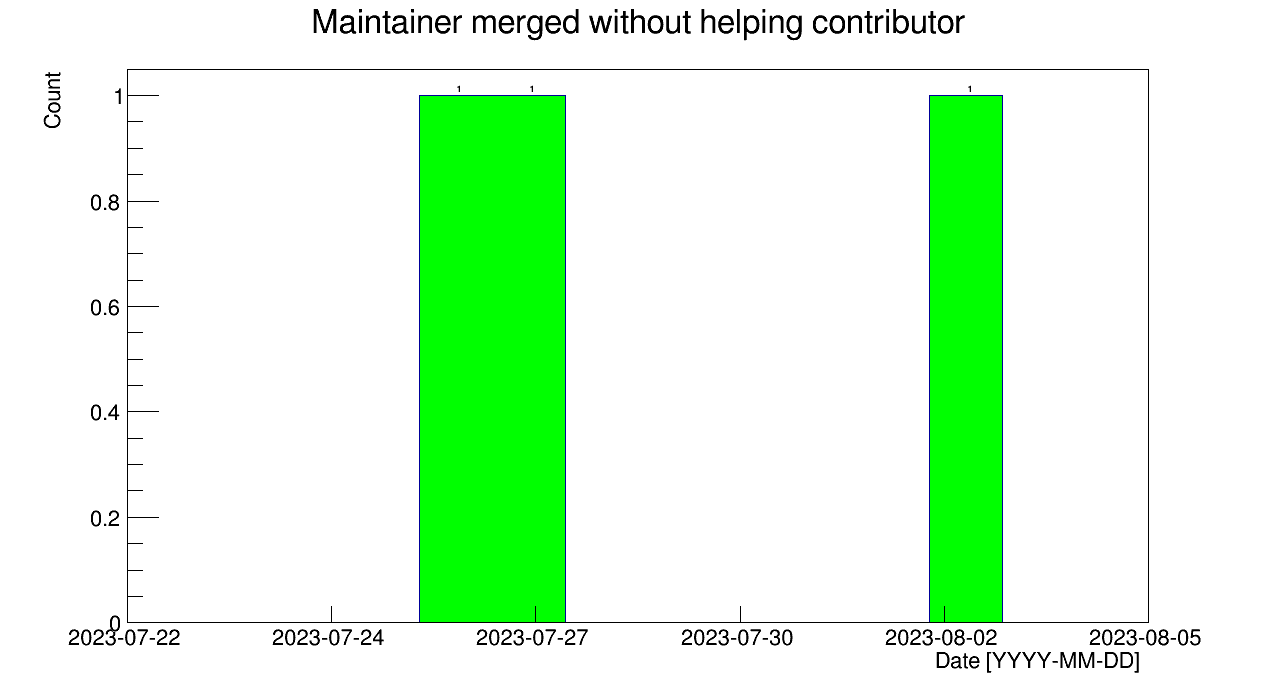 Maintainer merged without helping contributor
Count
1 1 1
1
0.8
0.6
0.4
0.2
0
2023-07-22 2023-07-24 2023-07-27 2023-07-30 2023-08-02 2023-08-05
Date [YYYY-MM-DD]